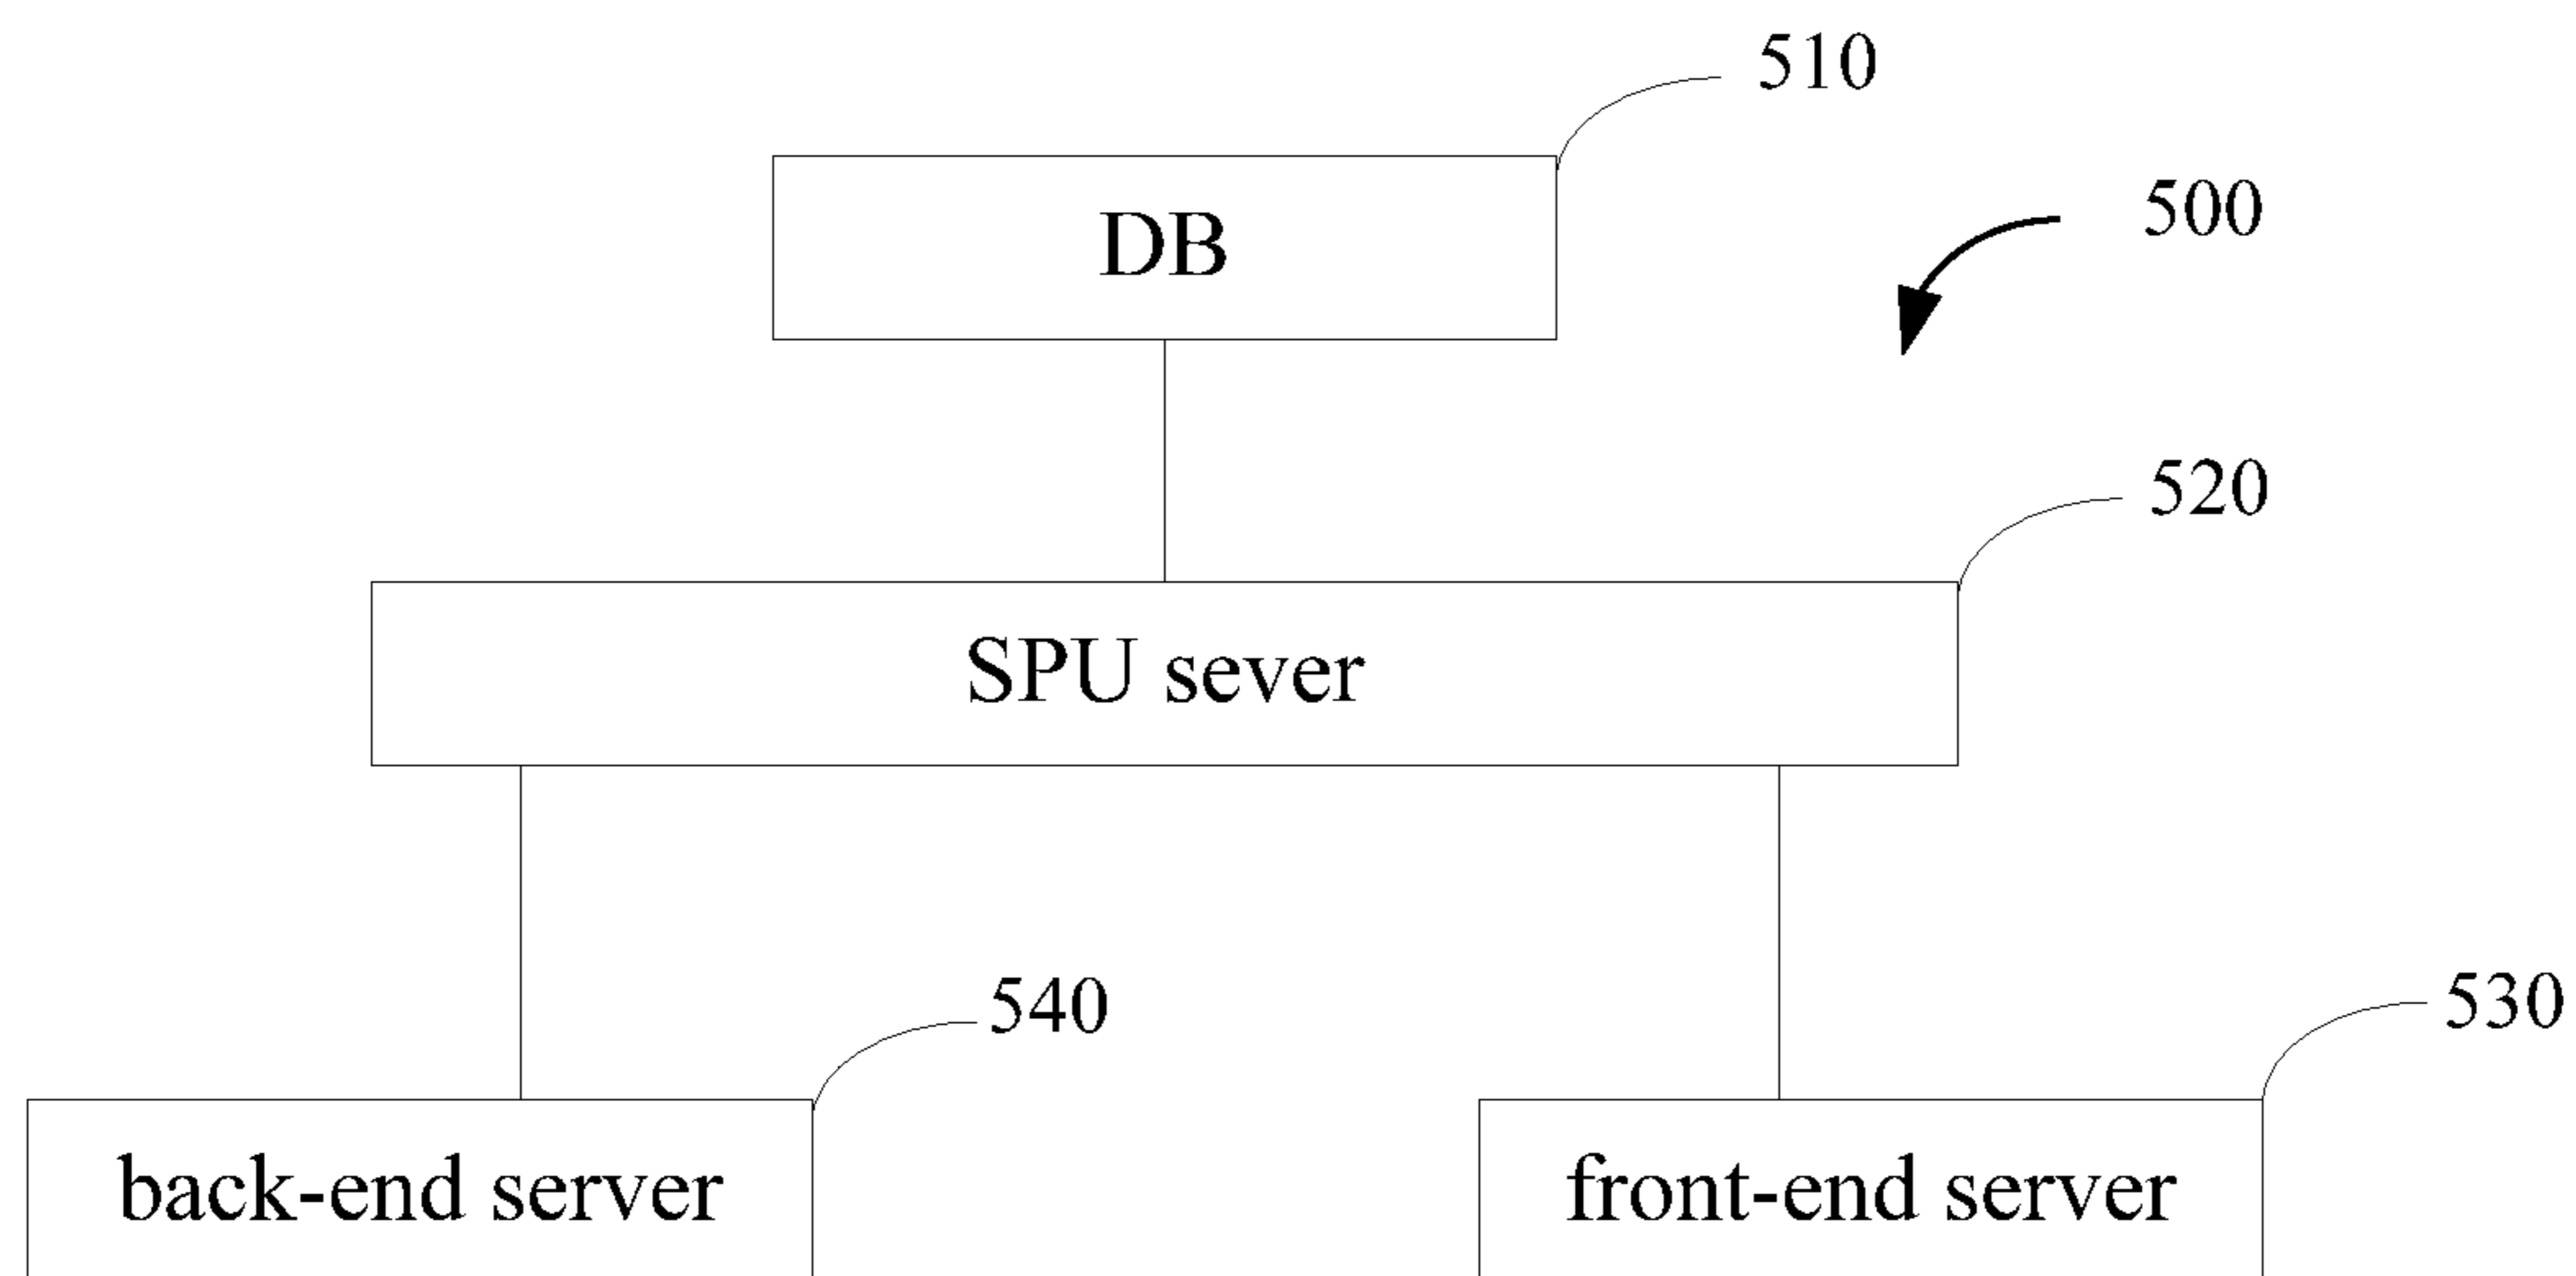 510
DB
500
520
SPU sever
540
530
back-end server
front-end server